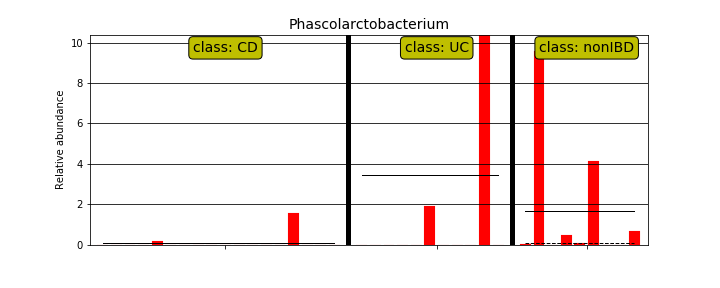 Phascolarctobacterium
class: CD
class: UC
class: nonIBD
Relative abundance
10
8
6
4
2
0